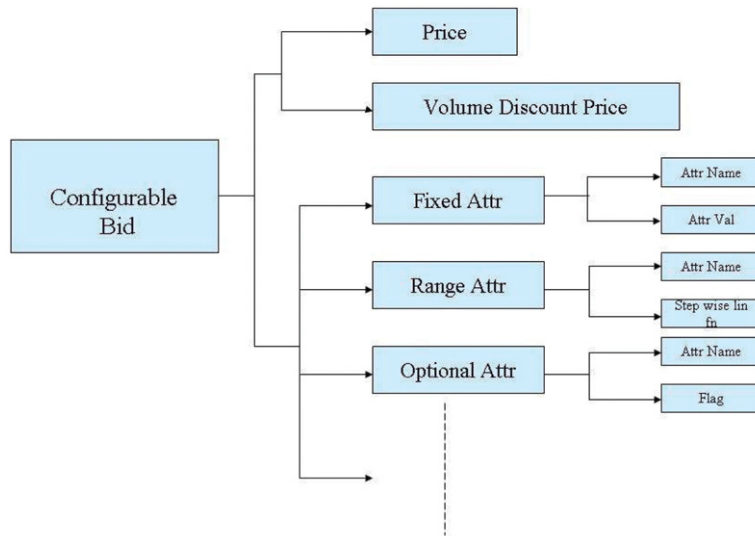 Price
Volume Discount Price
Configurable
Bid
Fixed Attr
Attr Name
Attr Val
Range Attr
Attr Name
Step wise lin
fn
Optional Attr
Attr Name
Flag